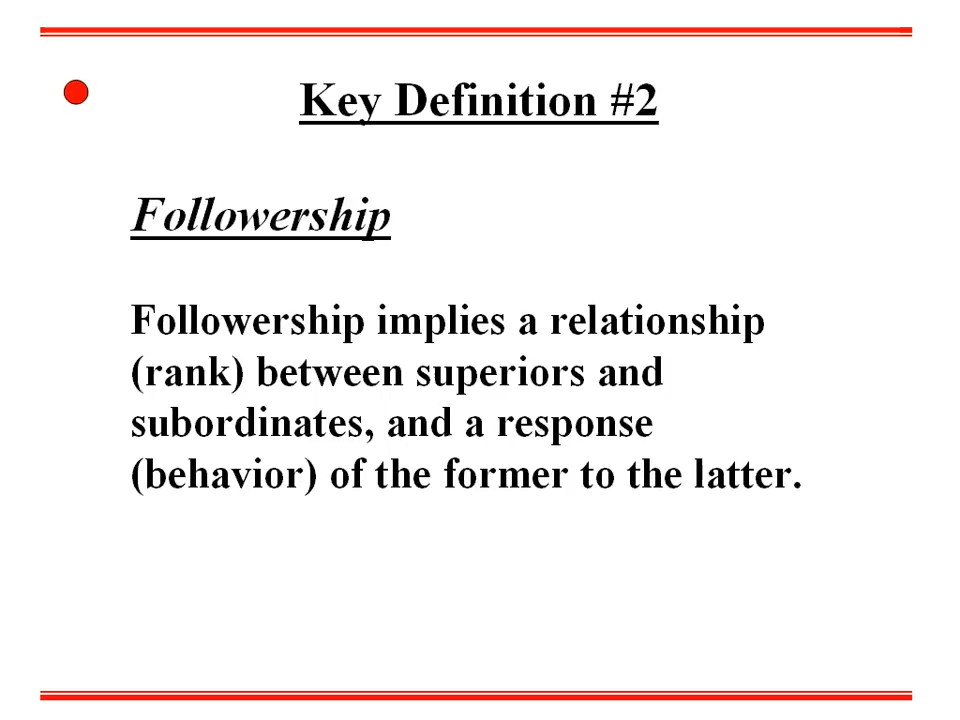 Key Definition #2
Followership
Followership implies a relationship
(rank) between superiors and
subordinates, and a response
(behavior) of the former to the latter.